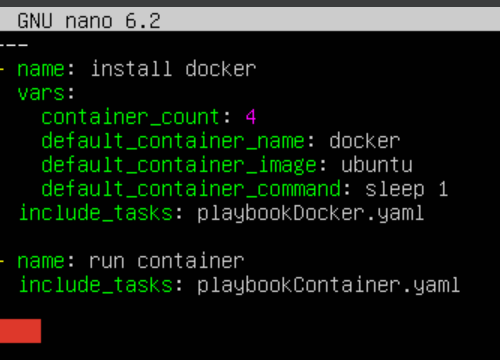 GNU nano 6.2
---
- name: install docker
vars:
container_count: 4
default_container_name: docker
default_container_image: ubuntu
default_container_command: sleep 1
include_tasks: playbookDocker.yaml
- name: run container
include_tasks: playbookContainer.yaml